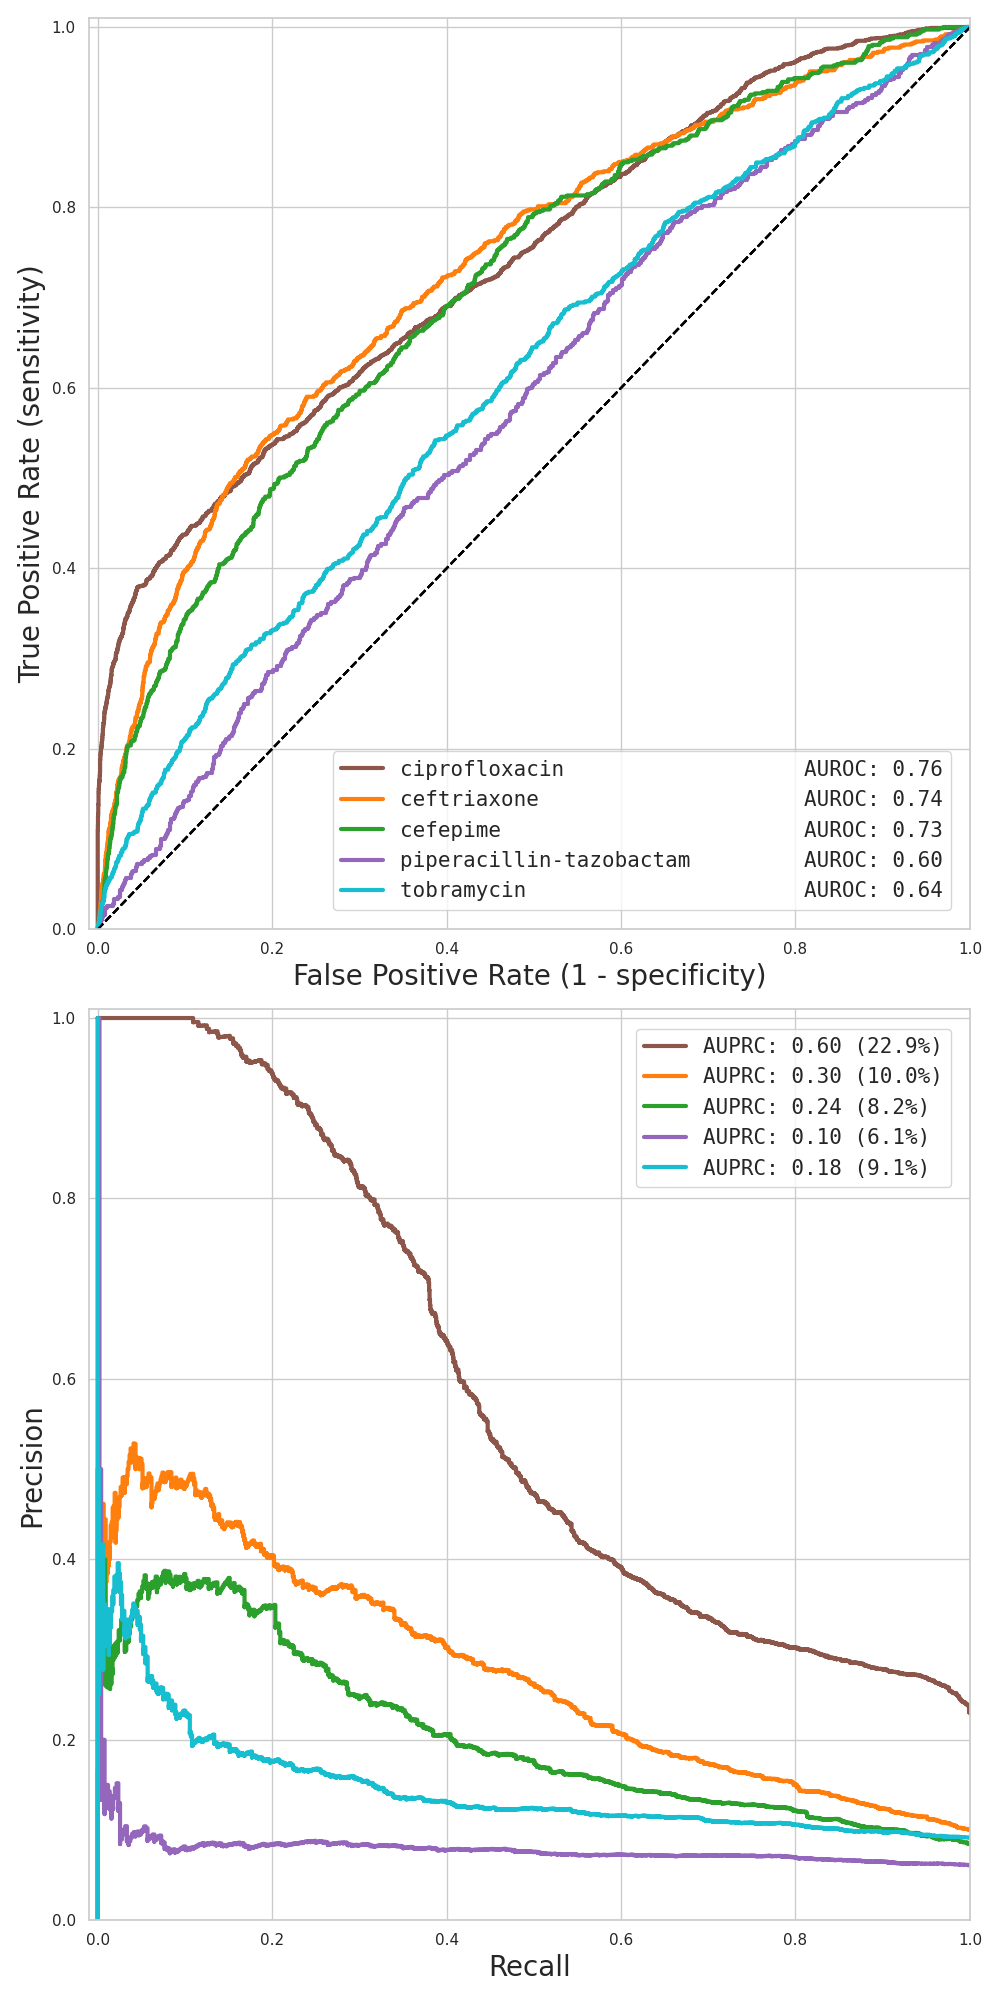 1.0
0.8
0.6
0.4
0.2
0.0
True Positive Rate (sensitivity)
ciprofloxacin AUROC: 0.76
ceftriaxone AUROC: 0.74
cefepime AUROC: 0.73
piperacillin-tazobactam AUROC: 0.60
tobramycin AUROC: 0.64
0.0 0.2 0.4 0.6 0.8 1.0
False Positive Rate (1 - specificity)
1.0
0.8
0.6
0.4
0.2
0.0
Precision
AUPRC: 0.60 (22.9%)
AUPRC: 0.30 (10.0%)
AUPRC: 0.24 (8.2%)
AUPRC: 0.10 (6.1%)
AUPRC: 0.18 (9.1%)
0.0 0.2 0.4 0.6 0.8 1.0
Recall